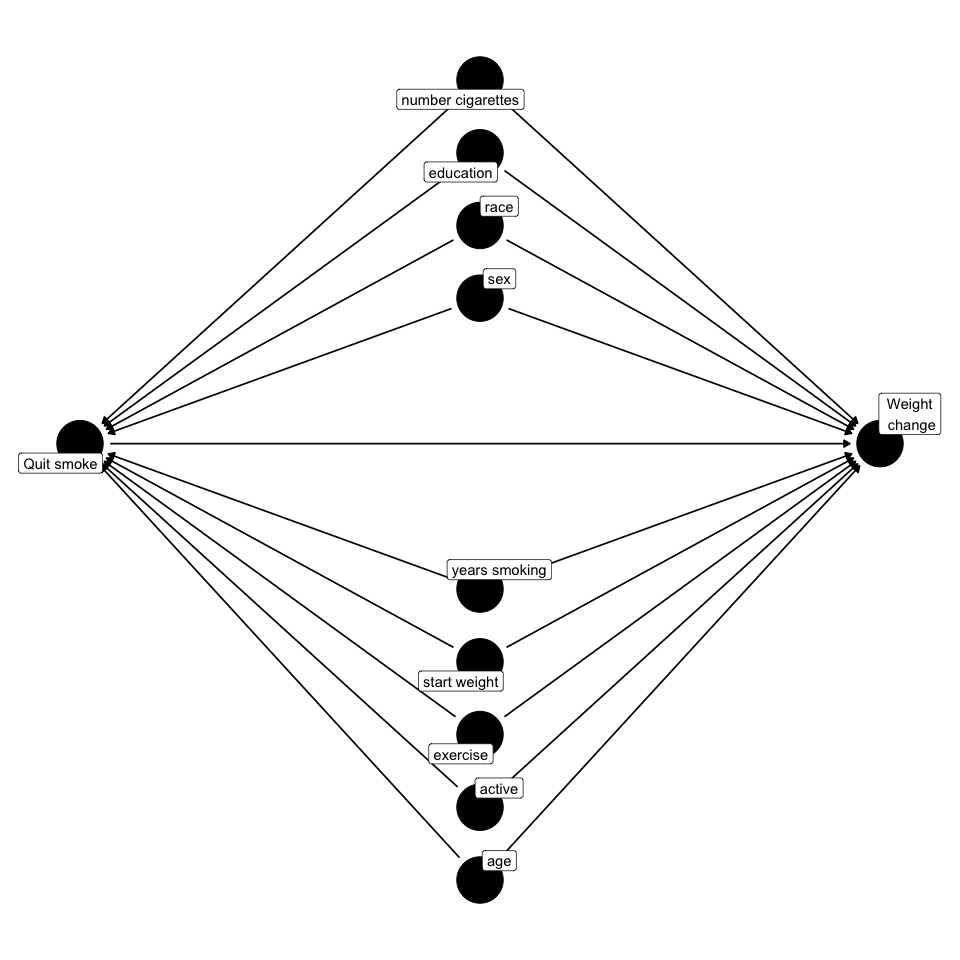 number cigarettes
education
race
sex
Weight
change
Quit smoke
years smoking
start weight
exercise
active
age